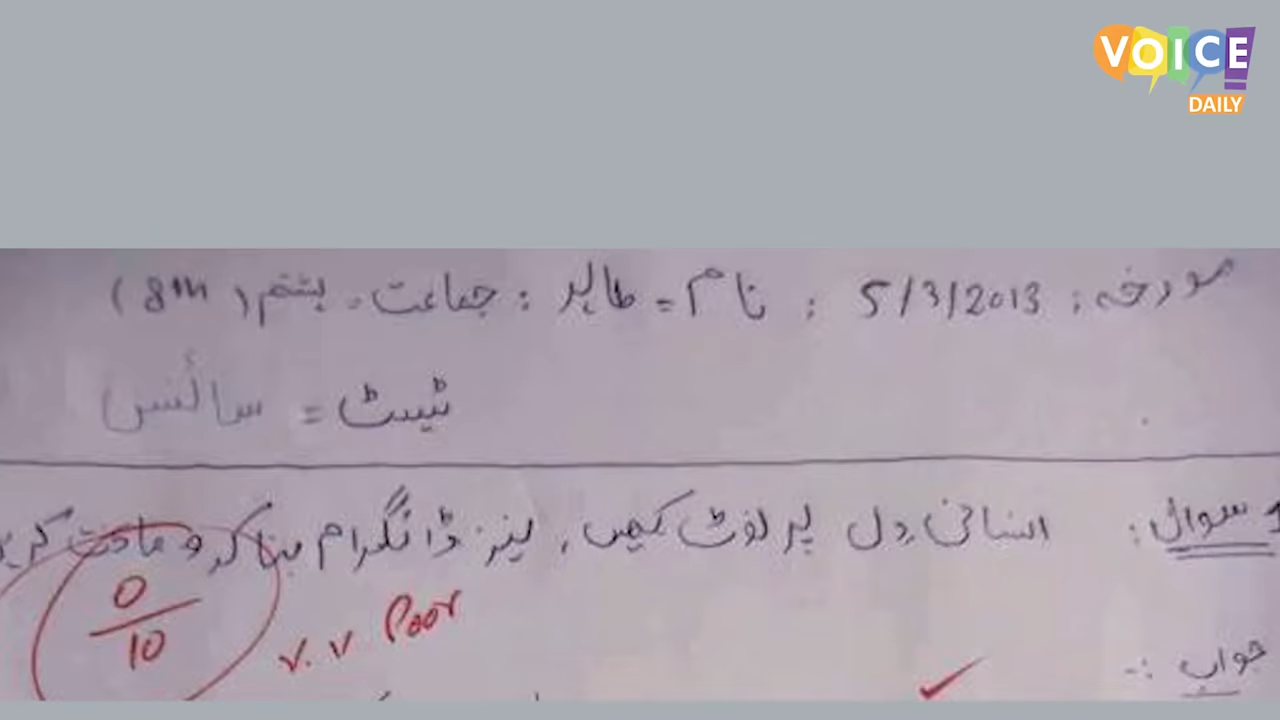 VOICE
DAILY
مورخہ: 5/3/2013 : نام = طاہر : جماعت۔ ہشتم (8th)
ٹیسٹ = سائنس
سوال: انسانی دل پر نوٹ لکھیں، نیز ڈائگرام بنا کر وضاحت کریں
0/10
V. V Poor
جواب :-